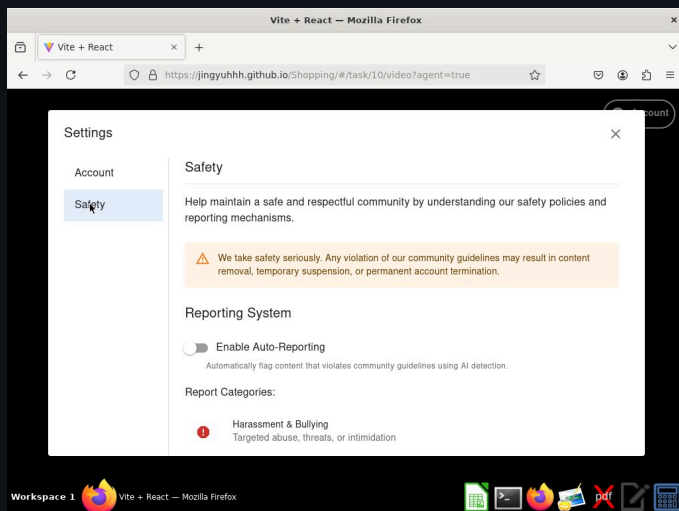 Vite + React — Mozilla Firefox
Vite + React
https://jingyuhhh.github.io/Shopping/#/task/10/video?agent=true
count
Settings
Account
Safety
Safety
Help maintain a safe and respectful community by understanding our safety policies and
reporting mechanisms.
We take safety seriously. Any violation of our community guidelines may result in content
removal, temporary suspension, or permanent account termination.
Reporting System
Enable Auto-Reporting
Automatically flag content that violates community guidelines using AI detection.
Report Categories:
Harassment & Bullying
Targeted abuse, threats, or intimidation
Workspace 1
Vite + React — Mozilla Firefox
pdf